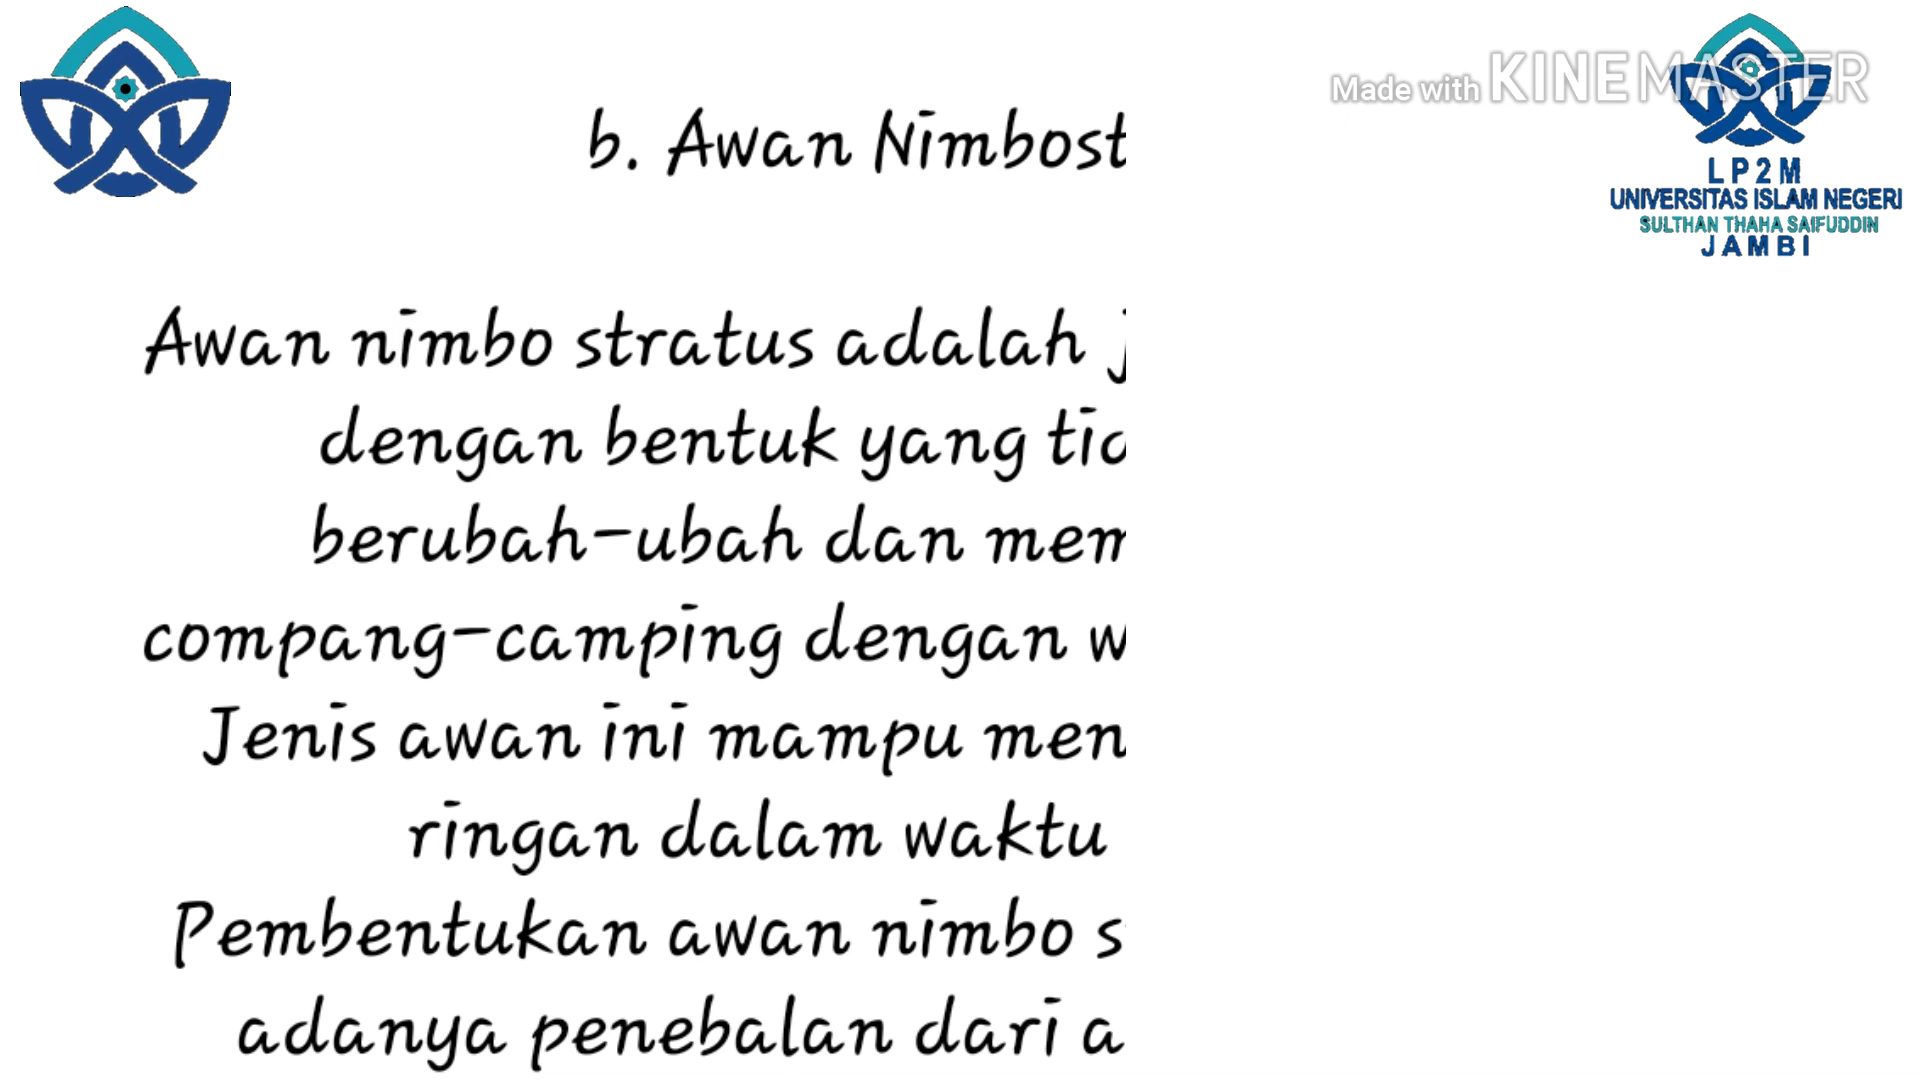 Made with KINEMASTER
LP2M
UNIVERSITAS ISLAM NEGERI
SULTHAN THAHA SAIFUDDIN
JAMBI
b. Awan Nimbost
Awan nimbo stratus adalah
dengan bentuk yang
berubah-ubah dan mem
compang-camping dengan w
Jenis awan ini mampu men
ringan dalam waktu
Pembentukan awan nimbo s
adanya penebalan dari a